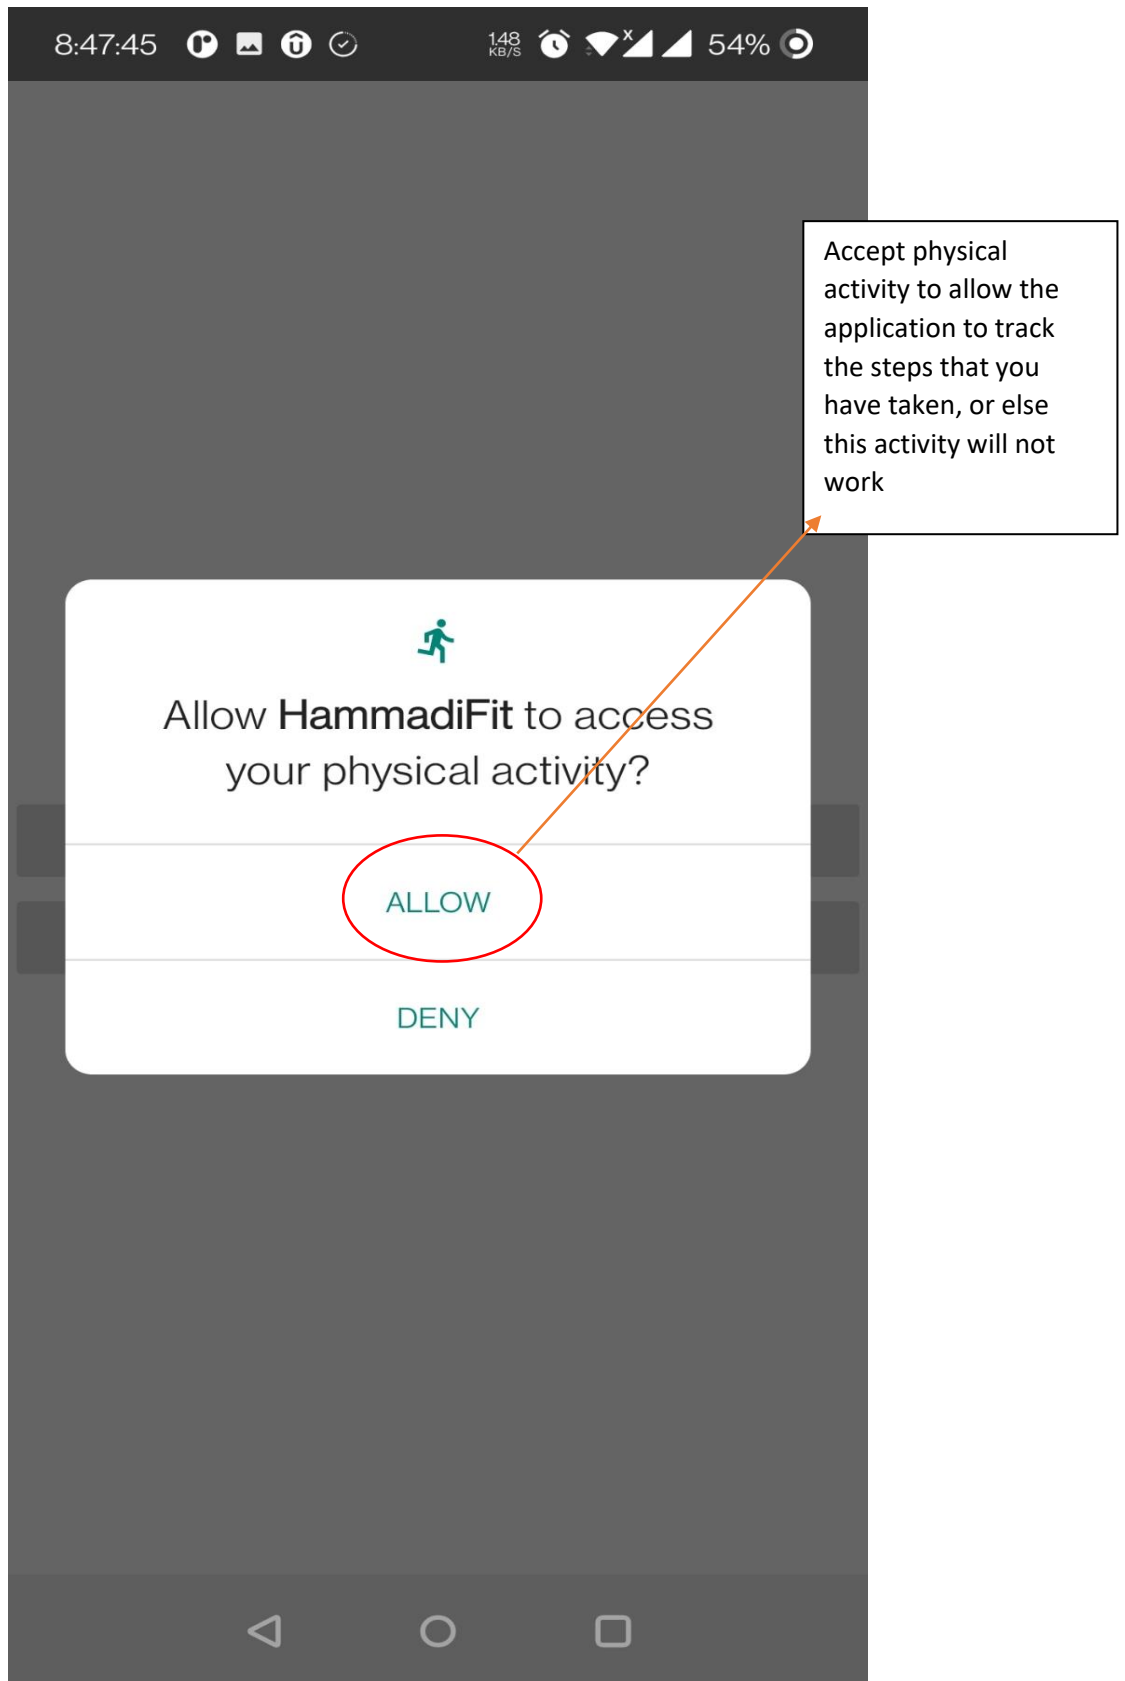 8:47:45 148 KB/S 54%
Accept physical
activity to allow the
application to track
the steps that you
have taken, or else
this activity will not
work
Allow HammadiFit to access
your physical activity?
ALLOW
DENY